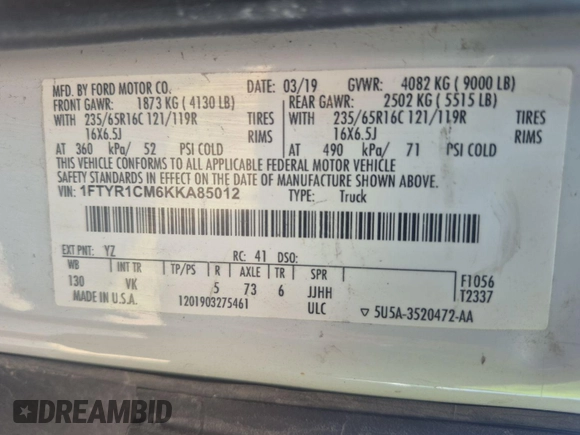 MFD. BY FORD MOTOR CO. DATE: 03/19 GVWR: 4082 KG ( 9000 LB)
FRONT GAWR: 1873 KG ( 4130 LB) REAR GAWR: 2502 KG ( 5515 LB)
WITH 235/65R16C 121/119R TIRES WITH 235/65R16C 121/119R TIRES
16X6.5J RIMS 16X6.5J RIMS
AT 360 kPa/ 52 PSI COLD AT 490 kPa/ 71 PSI COLD
THIS VEHICLE CONFORMS TO ALL APPLICABLE FEDERAL MOTOR VEHICLE
SAFETY STANDARDS IN EFFECT ON THE DATE OF MANUFACTURE SHOWN ABOVE.
VIN: 1FTYR1CM6KKA85012 TYPE: Truck
EXT PNT: YZ RC: 41 DSO:
WB INT TR TP/PS R AXLE TR SPR F1056
130 VK 5 73 6 JJHH T2337
MADE IN U.S.A. 1201903275461 ULC ▽ 5U5A-3520472-AA
DREAMBID